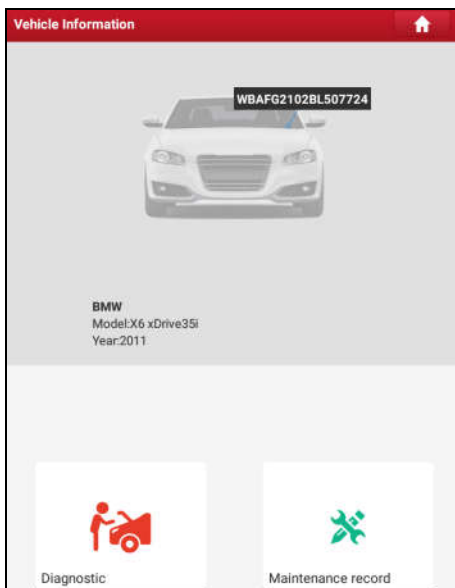 Vehicle Information
WBAFG2102BL507724
BMW
Model:X6 xDrive35i
Year:2011
Diagnostic
Maintenance record